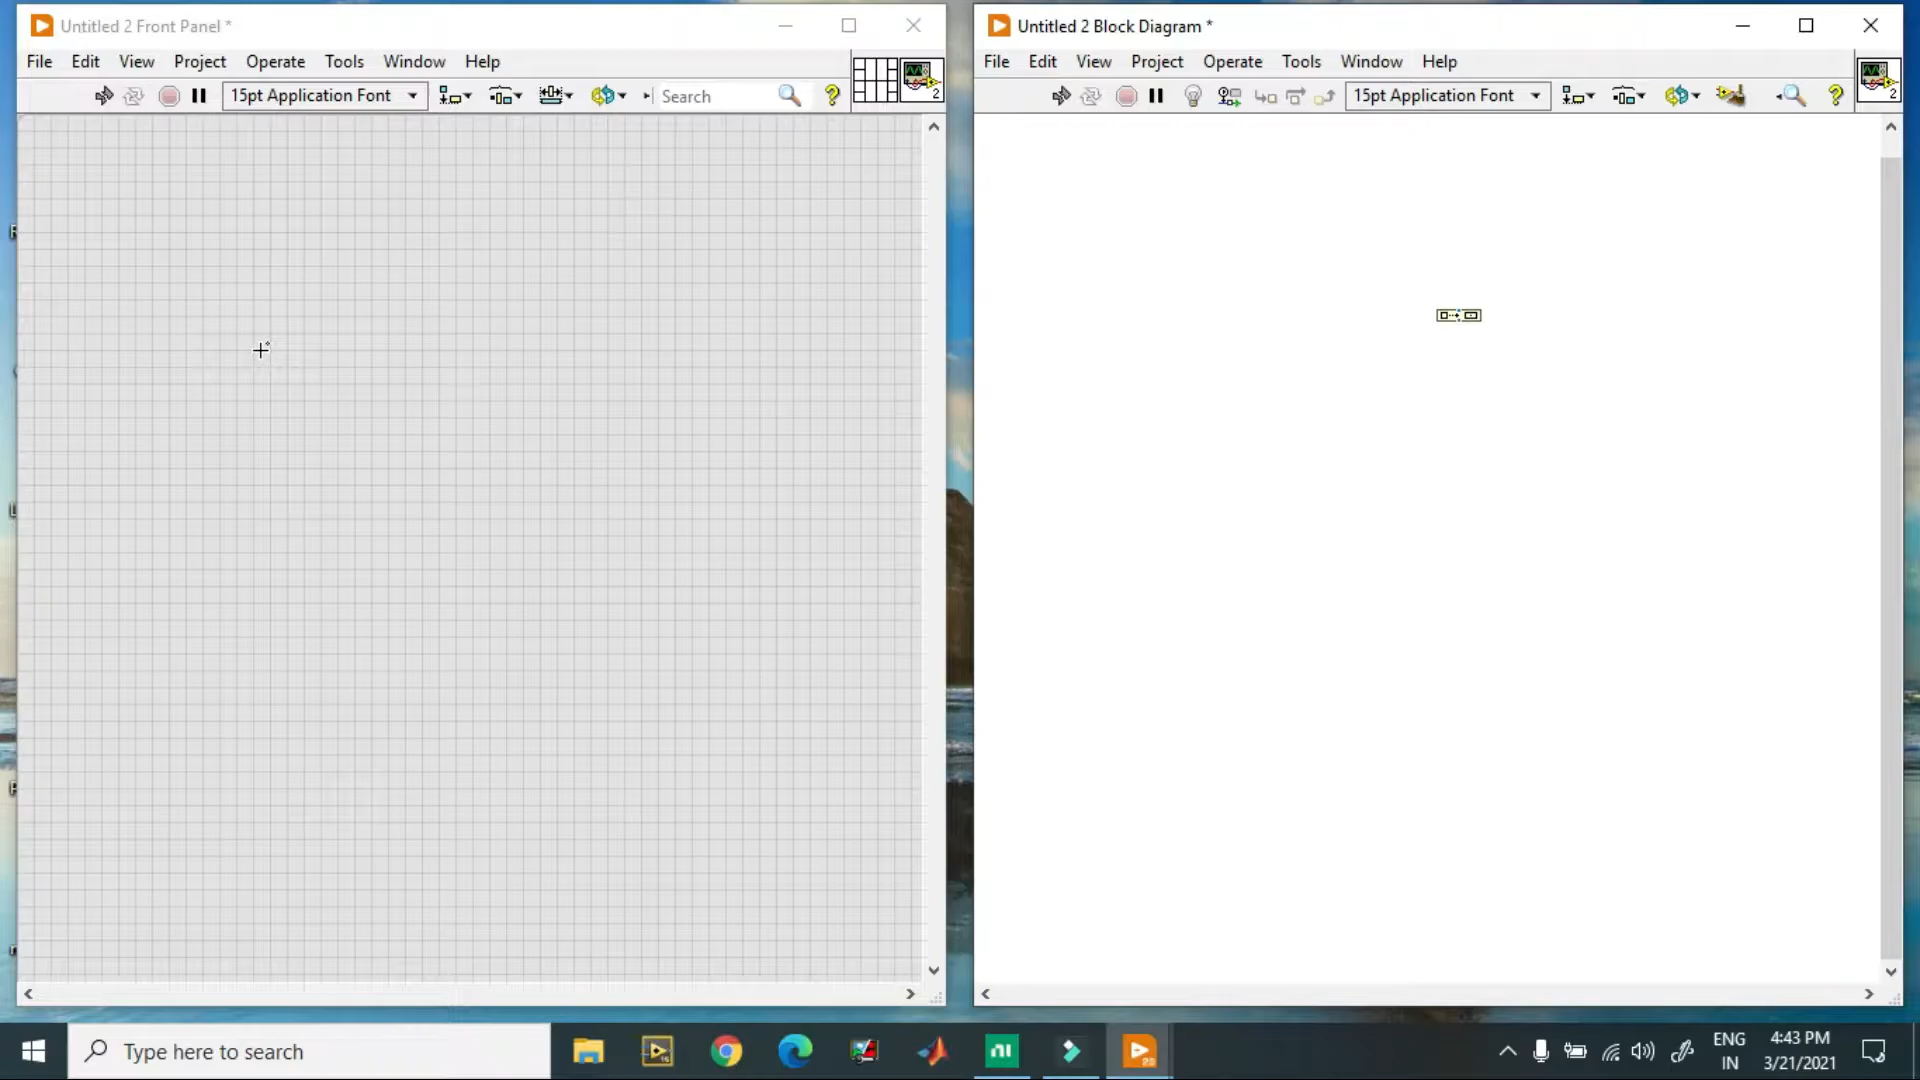 Untitled 2 Front Panel *
File Edit View Project Operate Tools Window Help
15pt Application Font
Search
2
Untitled 2 Block Diagram *
File Edit View Project Operate Tools Window Help
15pt Application Font
2
Type here to search
ENG
IN
4:43 PM
3/21/2021